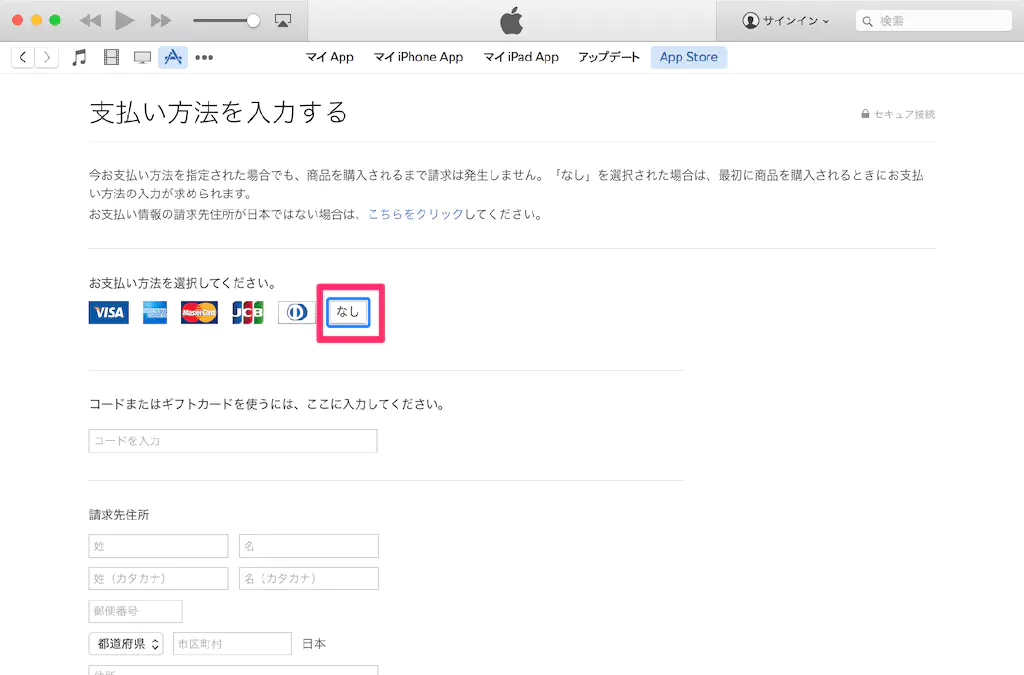 サインイン
検索
マイ App マイ iPhone App マイ iPad App アップデート App Store
支払い方法を入力する
セキュア接続
今お支払い方法を指定された場合でも、商品を購入されるまで請求は発生しません。「なし」を選択された場合は、最初に商品を購入されるときにお支払
い方法の入力が求められます。
お支払い情報の請求先住所が日本ではない場合は、こちらをクリックしてください。
お支払い方法を選択してください。
VISA AMERICAN EXPRESS MasterCard JCB なし
コードまたはギフトカードを使うには、ここに入力してください。
コードを入力
請求先住所
姓 名
姓（カタカナ） 名（カタカナ）
郵便番号
都道府県 市区町村 日本
住所